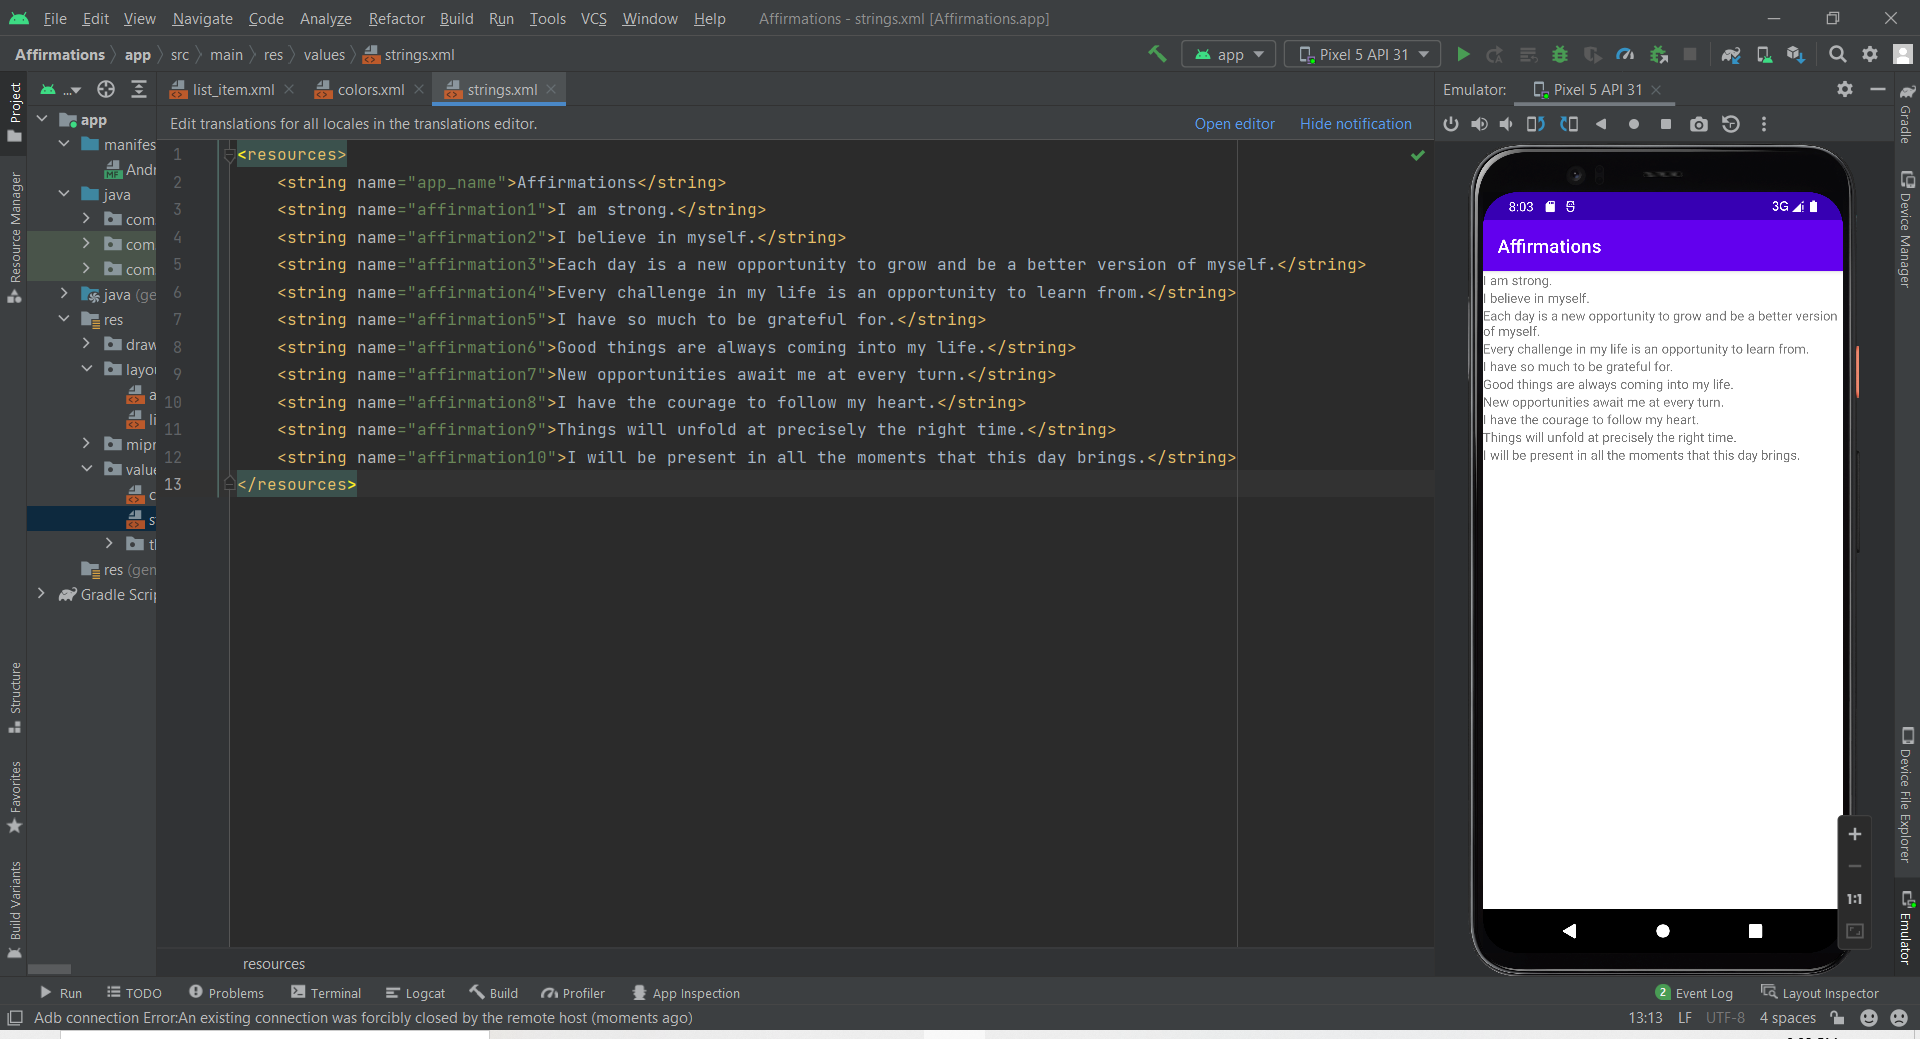 File Edit View Navigate Code Analyze Refactor Build Run Tools VCS Window Help Affirmations - strings.xml [Affirmations.app]
Affirmations app src main res values strings.xml app Pixel 5 API 31
Project
...
list_item.xml colors.xml strings.xml
Emulator: Pixel 5 API 31
Edit translations for all locales in the translations editor. Open editor Hide notification
app
manifes
Andr
java
com
com
com
java (ge
res
draw
layou
a
li
mipr
value
c
s
th
res (gen
Gradle Scrip
1 <resources>
2 <string name="app_name">Affirmations</string>
3 <string name="affirmation1">I am strong.</string>
4 <string name="affirmation2">I believe in myself.</string>
5 <string name="affirmation3">Each day is a new opportunity to grow and be a better version of myself.</string>
6 <string name="affirmation4">Every challenge in my life is an opportunity to learn from.</string>
7 <string name="affirmation5">I have so much to be grateful for.</string>
8 <string name="affirmation6">Good things are always coming into my life.</string>
9 <string name="affirmation7">New opportunities await me at every turn.</string>
10 <string name="affirmation8">I have the courage to follow my heart.</string>
11 <string name="affirmation9">Things will unfold at precisely the right time.</string>
12 <string name="affirmation10">I will be present in all the moments that this day brings.</string>
13 </resources>
8:03 3G
Affirmations
I am strong.
I believe in myself.
Each day is a new opportunity to grow and be a better version
of myself.
Every challenge in my life is an opportunity to learn from.
I have so much to be grateful for.
Good things are always coming into my life.
New opportunities await me at every turn.
I have the courage to follow my heart.
Things will unfold at precisely the right time.
I will be present in all the moments that this day brings.
1:1
Resource Manager
Structure
Favorites
Build Variants
Gradle
Device Manager
Device File Explorer
Emulator
resources
Run TODO Problems Terminal Logcat Build Profiler App Inspection 2 Event Log Layout Inspector
Adb connection Error:An existing connection was forcibly closed by the remote host (moments ago) 13:13 LF UTF-8 4 spaces